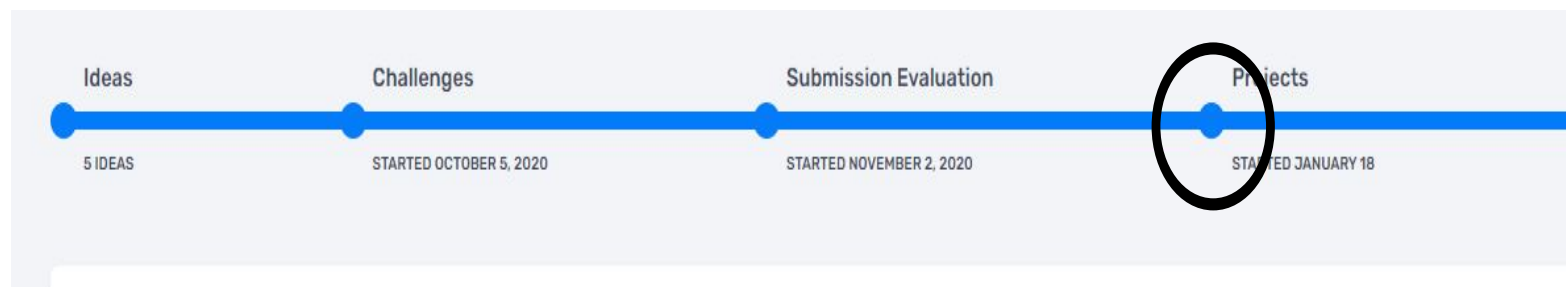 Ideas
Challenges
Submission Evaluation
Projects
5 IDEAS
STARTED OCTOBER 5, 2020
STARTED NOVEMBER 2, 2020
STARTED JANUARY 18